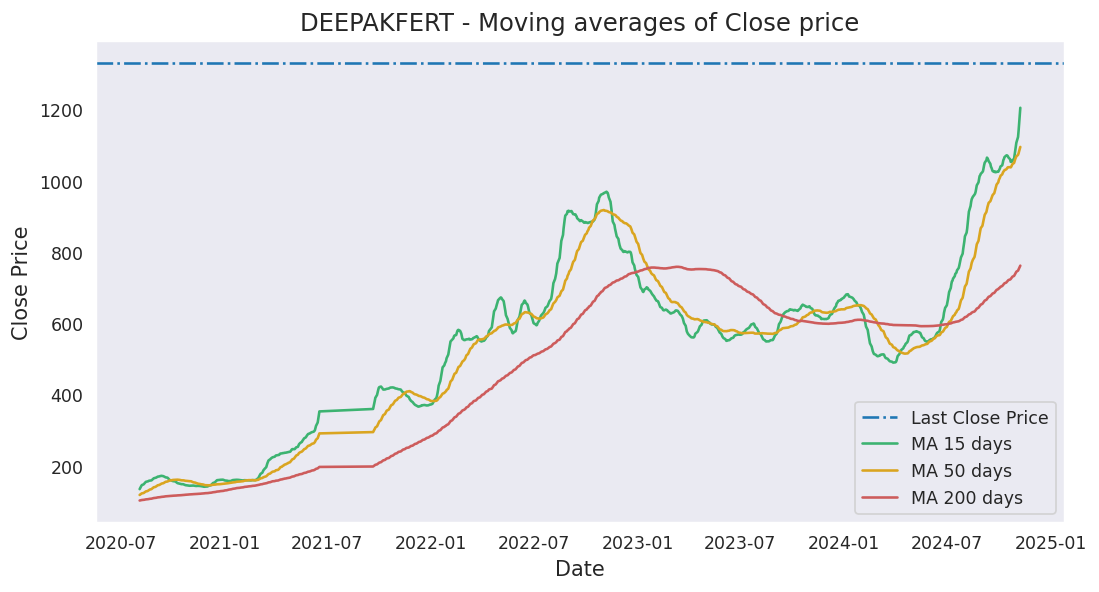 DEEPAKFERT - Moving averages of Close price
Close Price
1200
1000
800
600
400
200
Last Close Price
MA 15 days
MA 50 days
MA 200 days
2020-07 2021-01 2021-07 2022-01 2022-07 2023-01 2023-07 2024-01 2024-07 2025-01
Date